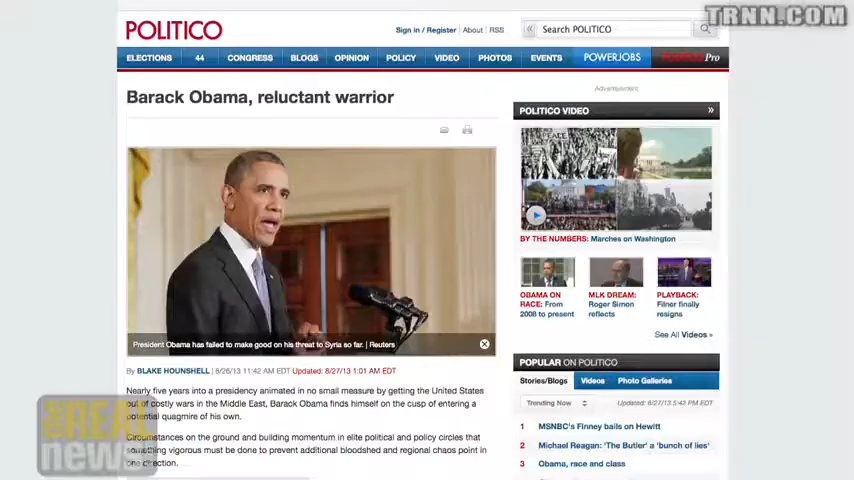 TRNN.COM
POLITICO
Sign in / Register | About | RSS
Search POLITICO
ELECTIONS 44 CONGRESS BLOGS OPINION POLICY VIDEO PHOTOS EVENTS POWERJOBS POLITICO Pro
Barack Obama, reluctant warrior
President Obama has failed to make good on his threat to Syria so far. | Reuters
By BLAKE HOUNSHELL | 8/26/13 11:42 AM EDT Updated: 8/27/13 1:01 AM EDT
Nearly five years into a presidency animated in no small measure by getting the United States
out of costly wars in the Middle East, Barack Obama finds himself on the cusp of entering a
potential quagmire of his own.
Circumstances on the ground and building momentum in elite political and policy circles that
something vigorous must be done to prevent additional bloodshed and regional chaos point in
one direction.
the REAL
news
Advertisement
POLITICO VIDEO »
PEACE
BY THE NUMBERS: Marches on Washington
OBAMA ON
RACE: From
2008 to present
MLK DREAM:
Roger Simon
reflects
PLAYBACK:
Filner finally
resigns
See All Videos »
POPULAR ON POLITICO
Stories/Blogs Videos Photo Galleries
Trending Now Updated: 8/27/13 5:42 PM EDT
1 MSNBC's Finney bails on Hewitt
2 Michael Reagan: 'The Butler' a 'bunch of lies'
3 Obama, race and class